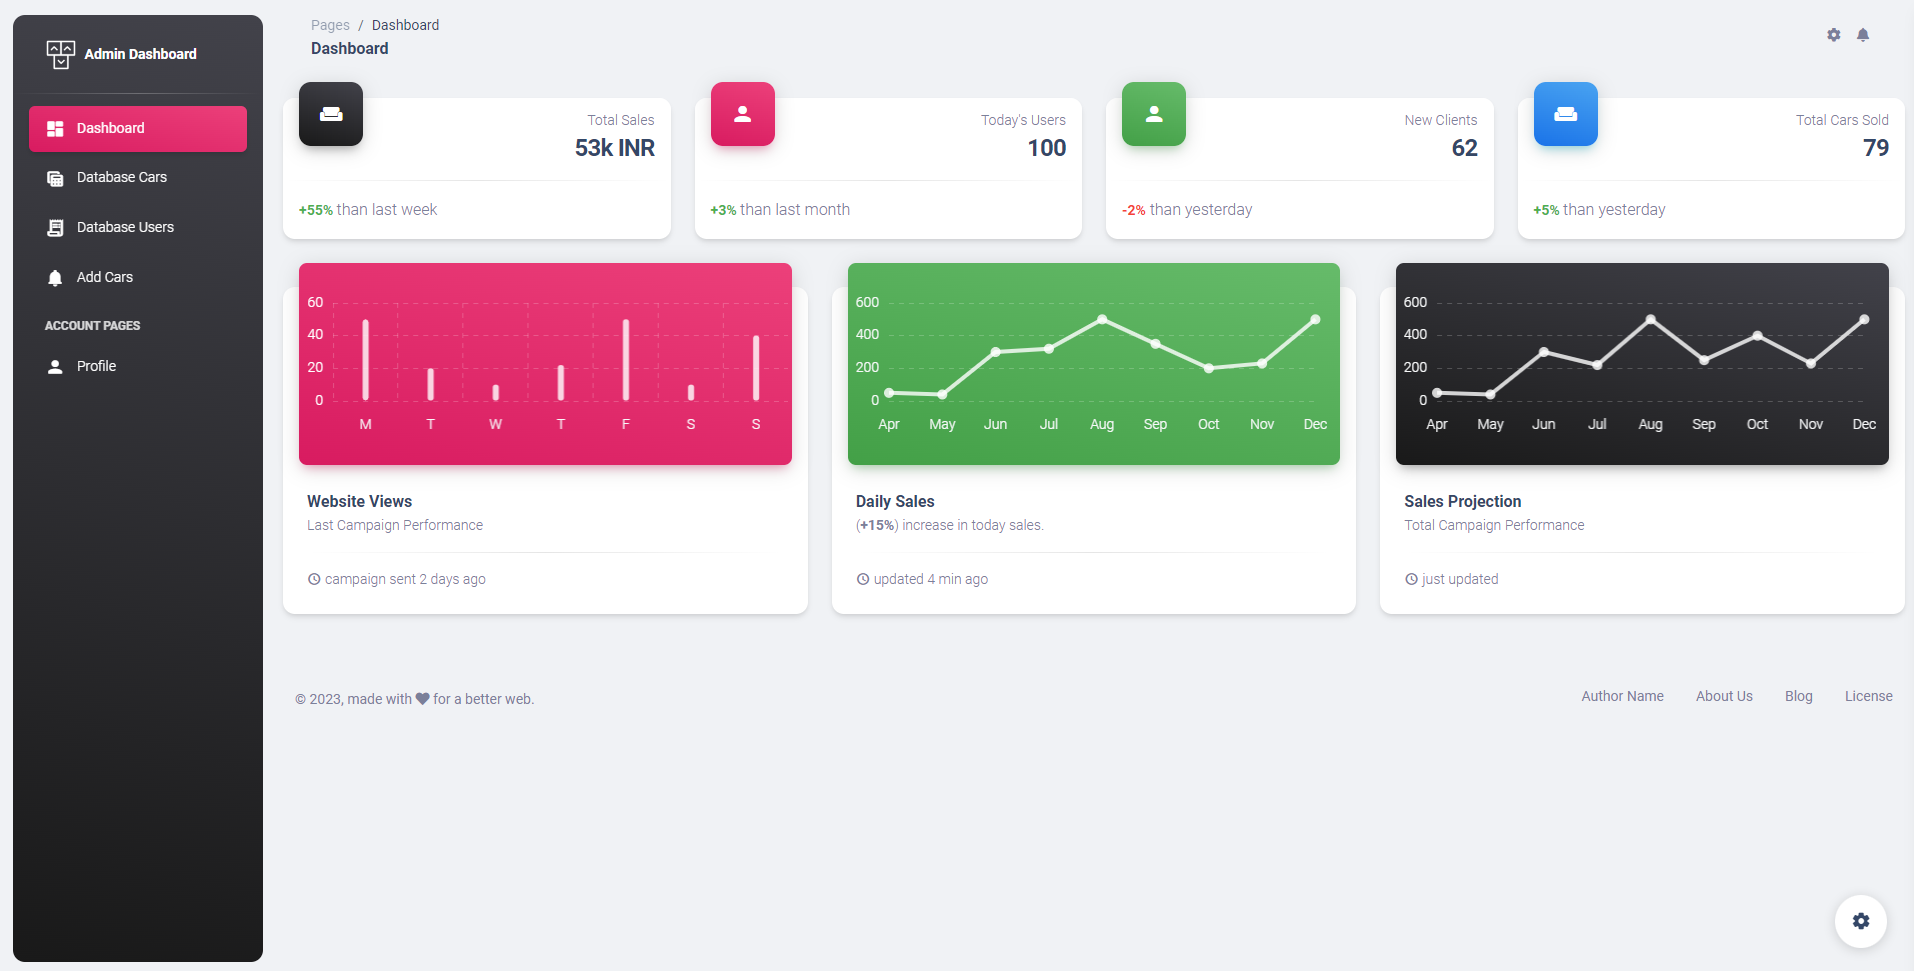 Admin Dashboard
Dashboard
Database Cars
Database Users
Add Cars
ACCOUNT PAGES
Profile
Pages / Dashboard
Dashboard
Total Sales
53k INR
+55% than last week
Today's Users
100
+3% than last month
New Clients
62
-2% than yesterday
Total Cars Sold
79
+5% than yesterday
60
40
20
0
M T W T F S S
Website Views
Last Campaign Performance
campaign sent 2 days ago
600
400
200
0
Apr May Jun Jul Aug Sep Oct Nov Dec
Daily Sales
(+15%) increase in today sales.
updated 4 min ago
600
400
200
0
Apr May Jun Jul Aug Sep Oct Nov Dec
Sales Projection
Total Campaign Performance
just updated
© 2023, made with for a better web.
Author Name About Us Blog License